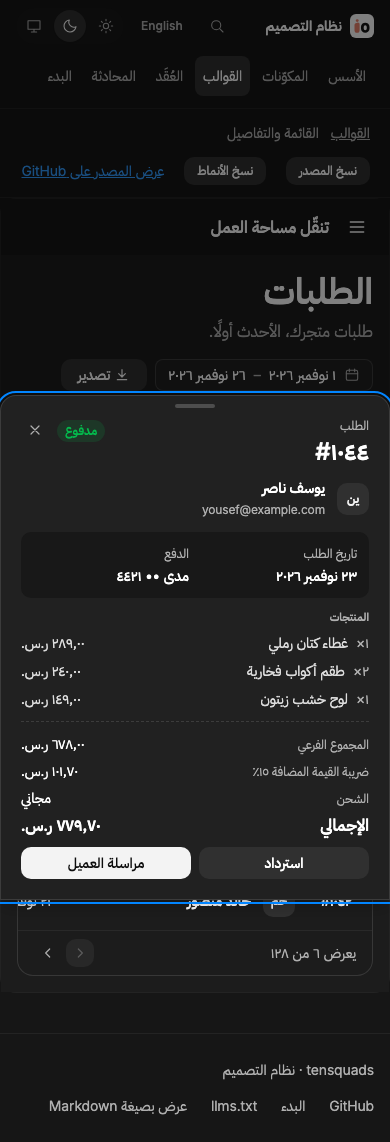 نظام التصميم
English
الأسس
المكوّنات
القوالب
العُقَد
المحادثة
البدء
القوالب القائمة والتفاصيل
نسخ المصدر
نسخ الأنماط
عرض المصدر على GitHub
تنقّل مساحة العمل
الطلبات
طلبات متجرك، الأحدث أولًا.
١ نوفمبر ٢٠٢٦ – ٢٦ نوفمبر ٢٠٢٦
تصدير
الطلب
مدفوع
#١٠٤٤
ين
يوسف ناصر
yousef@example.com
تاريخ الطلب
الدفع
٢٣ نوفمبر ٢٠٢٦
مدى •• ٤٤٢١
المنتجات
١× غطاء كتان رملي ٢٨٩,٠٠ ر.س.
٢× طقم أكواب فخارية ٢٤٠,٠٠ ر.س.
١× لوح خشب زيتون ١٤٩,٠٠ ر.س.
المجموع الفرعي ٦٧٨,٠٠ ر.س.
ضريبة القيمة المضافة ١٥٪ ١٠١,٧٠ ر.س.
الشحن مجاني
الإجمالي ٧٧٩,٧٠ ر.س.
استرداد
مراسلة العميل
خالد منصور
يعرض ٦ من ١٢٨
tensquads · نظام التصميم
GitHub
البدء
llms.txt
عرض بصيغة Markdown